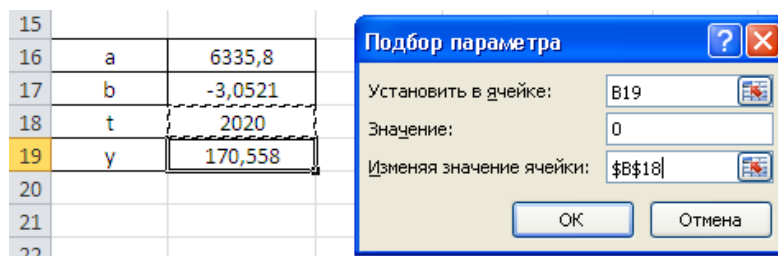 15
16 a 6335,8
17 b -3,0521
18 t 2020
19 y 170,558
20
21
22
Подбор параметра
Установить в ячейке: B19
Значение: 0
Изменяя значение ячейки: $B$18
ОК Отмена